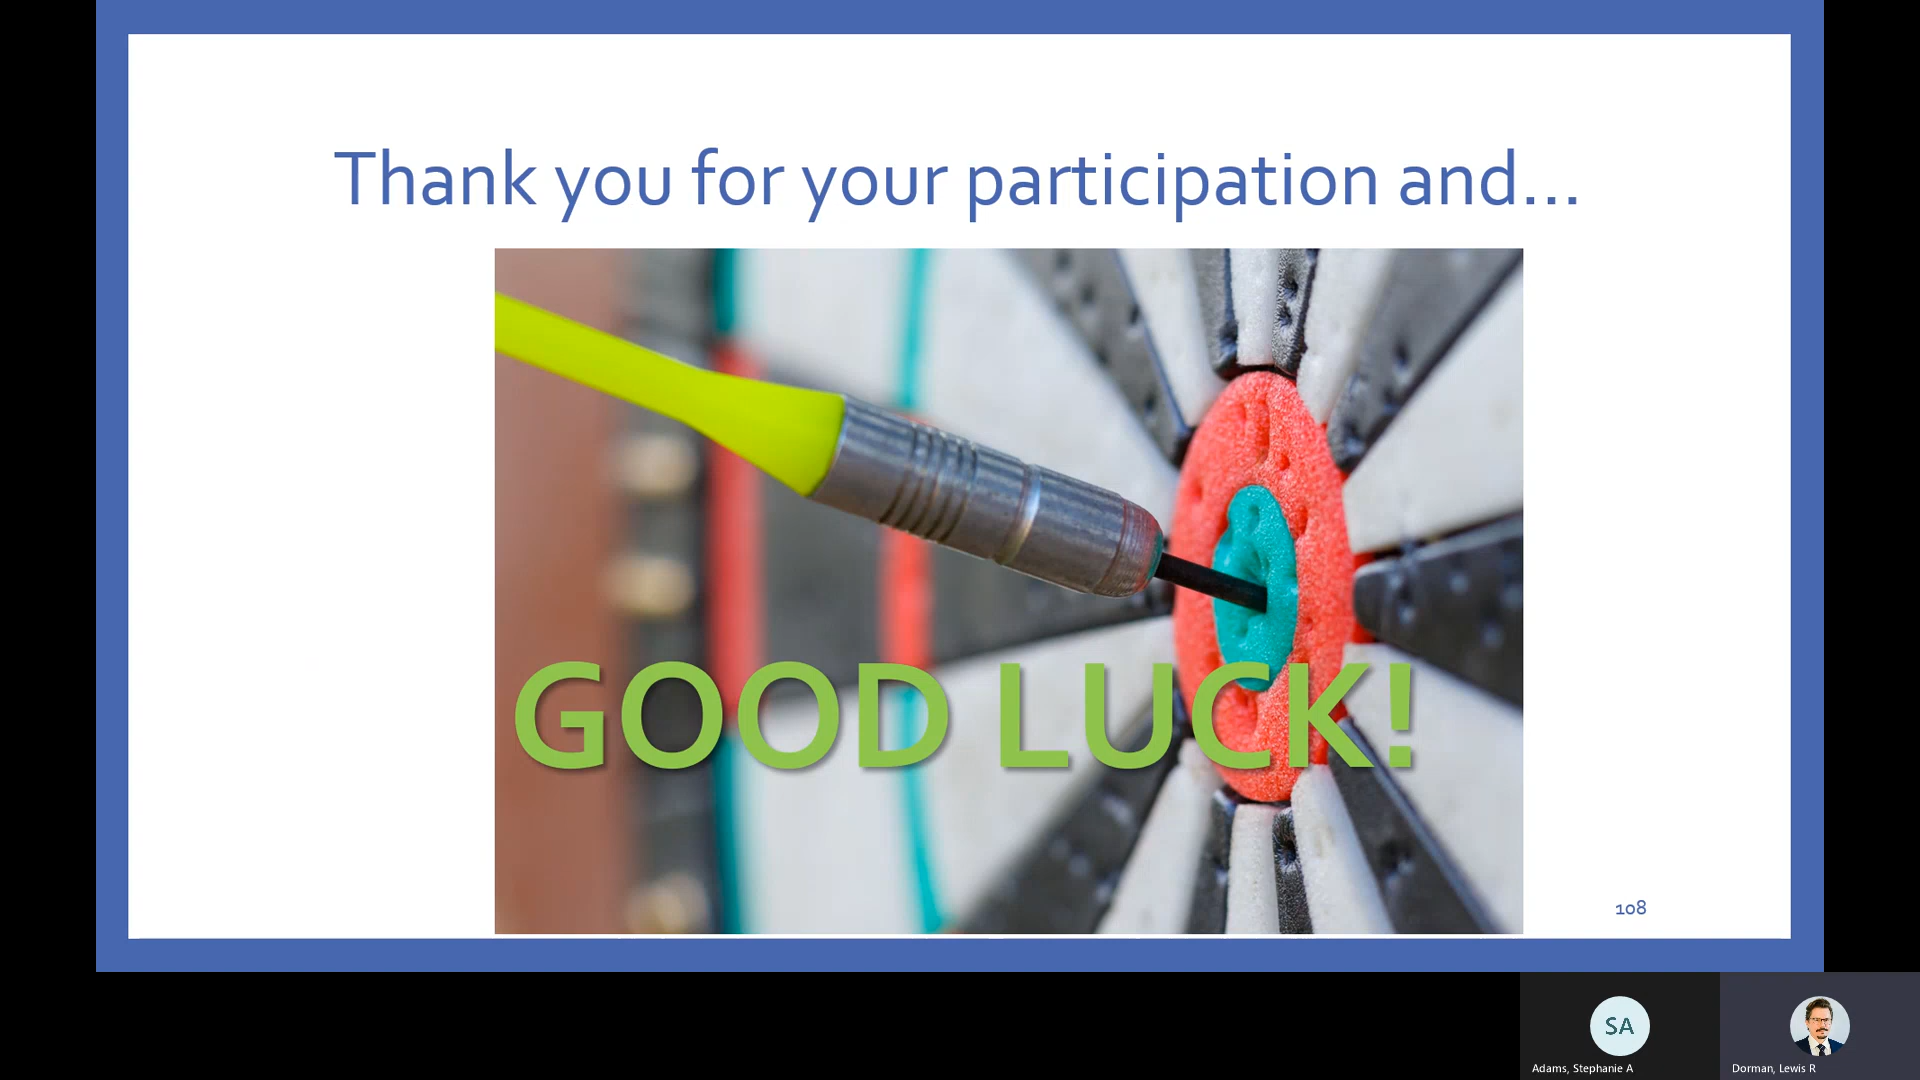 Thank you for your participation and...
GOOD LUCK!
108
SA
Adams, Stephanie A
Dorman, Lewis R